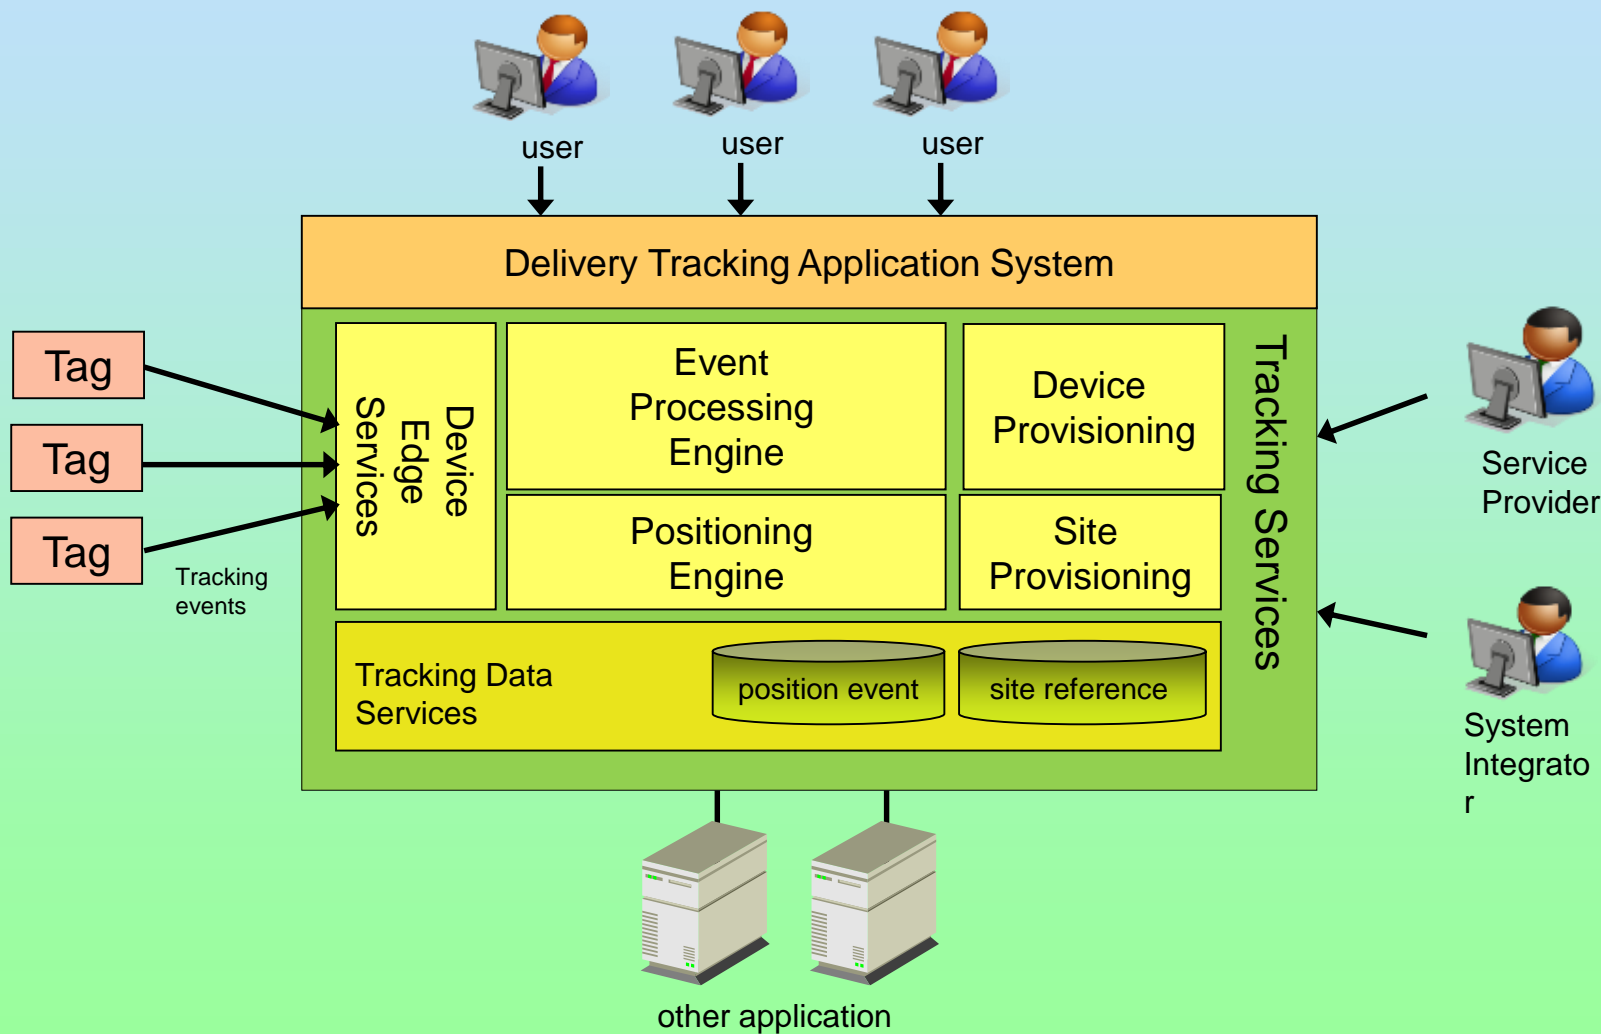 user
user
user
Delivery Tracking Application System
Tag
Tag
Tag
Tracking
events
Device
Edge
Services
Event
Processing
Engine
Device
Provisioning
Positioning
Engine
Site
Provisioning
Tracking Services
Tracking Data
Services
position event
site reference
Service
Provider
System
Integrato
r
other application